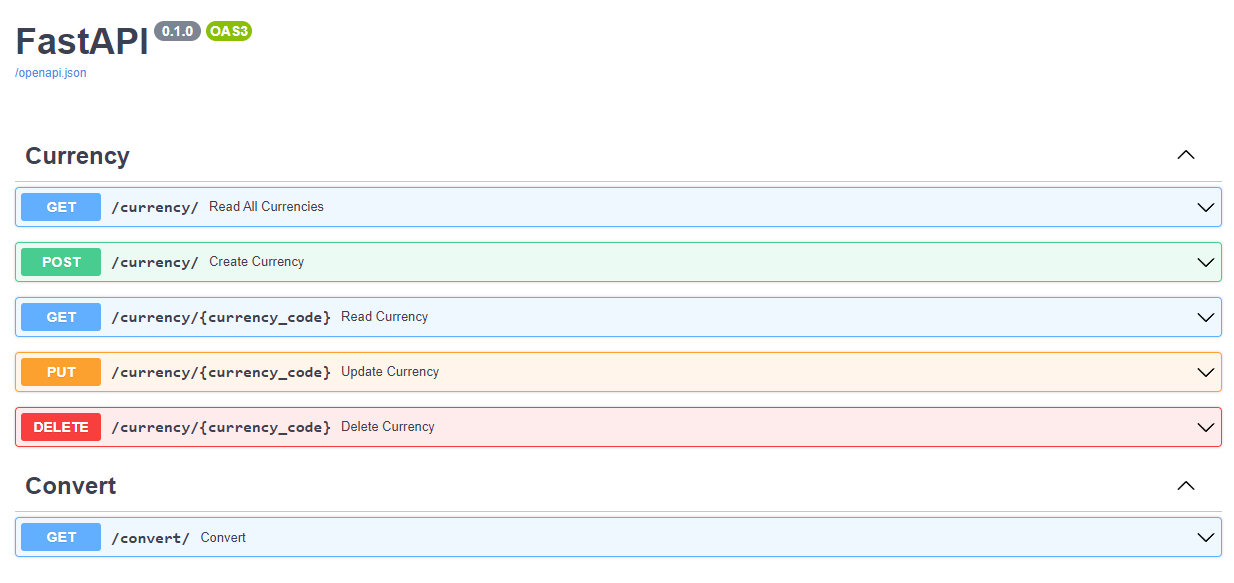 FastAPI 0.1.0 OAS3
/openapi.json
Currency
GET /currency/ Read All Currencies
POST /currency/ Create Currency
GET /currency/{currency_code} Read Currency
PUT /currency/{currency_code} Update Currency
DELETE /currency/{currency_code} Delete Currency
Convert
GET /convert/ Convert